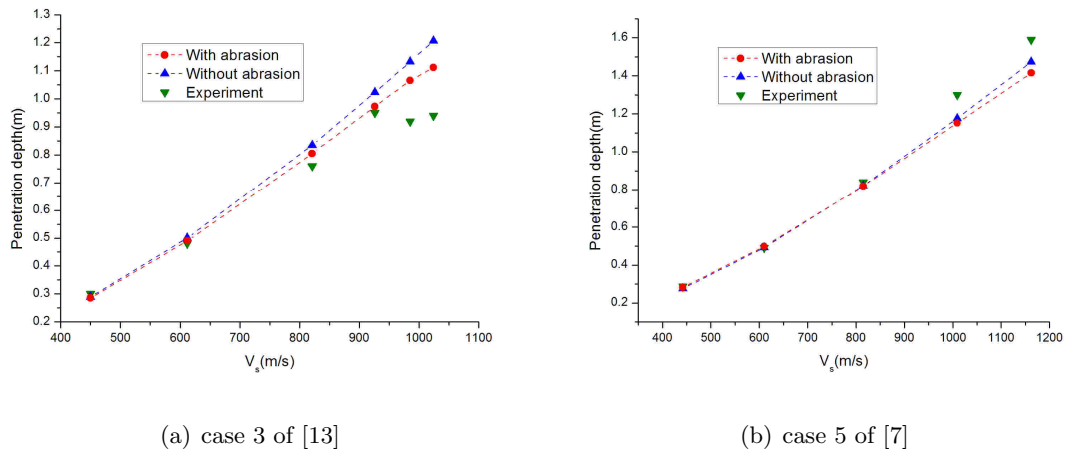 1.3
1.2
1.1
1.0
0.9
0.8
0.7
0.6
0.5
0.4
0.3
0.2
Penetration depth(m)
With abrasion
Without abrasion
Experiment
400 500 600 700 800 900 1000 1100
Vs(m/s)
(a) case 3 of [13]
1.6
1.4
1.2
1.0
0.8
0.6
0.4
0.2
Penetration depth(m)
With abrasion
Without abrasion
Experiment
400 500 600 700 800 900 1000 1100 1200
Vs(m/s)
(b) case 5 of [7]